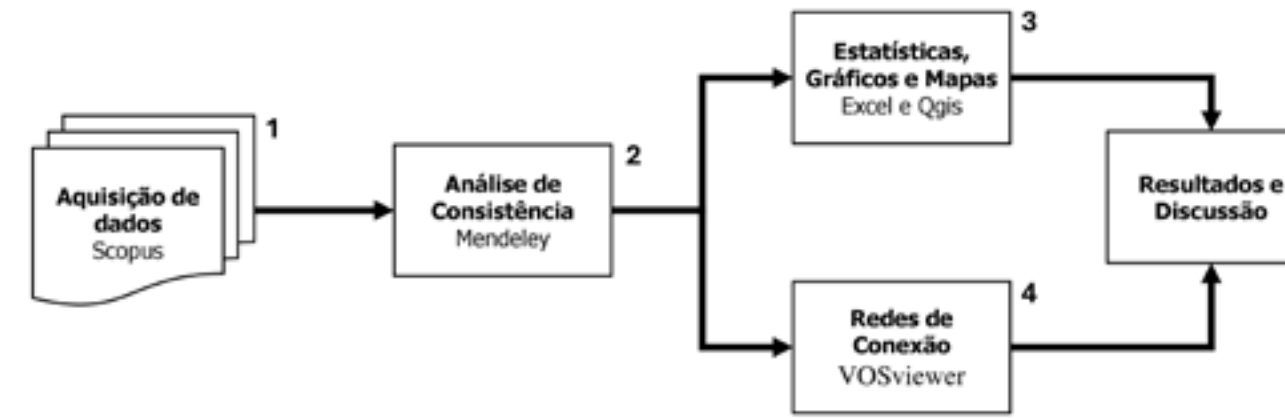 1
Aquisição de
dados
Scopus
2
Análise de
Consistência
Mendeley
3
Estatísticas,
Gráficos e Mapas
Excel e Qgis
4
Redes de
Conexão
VOSviewer
Resultados e
Discussão